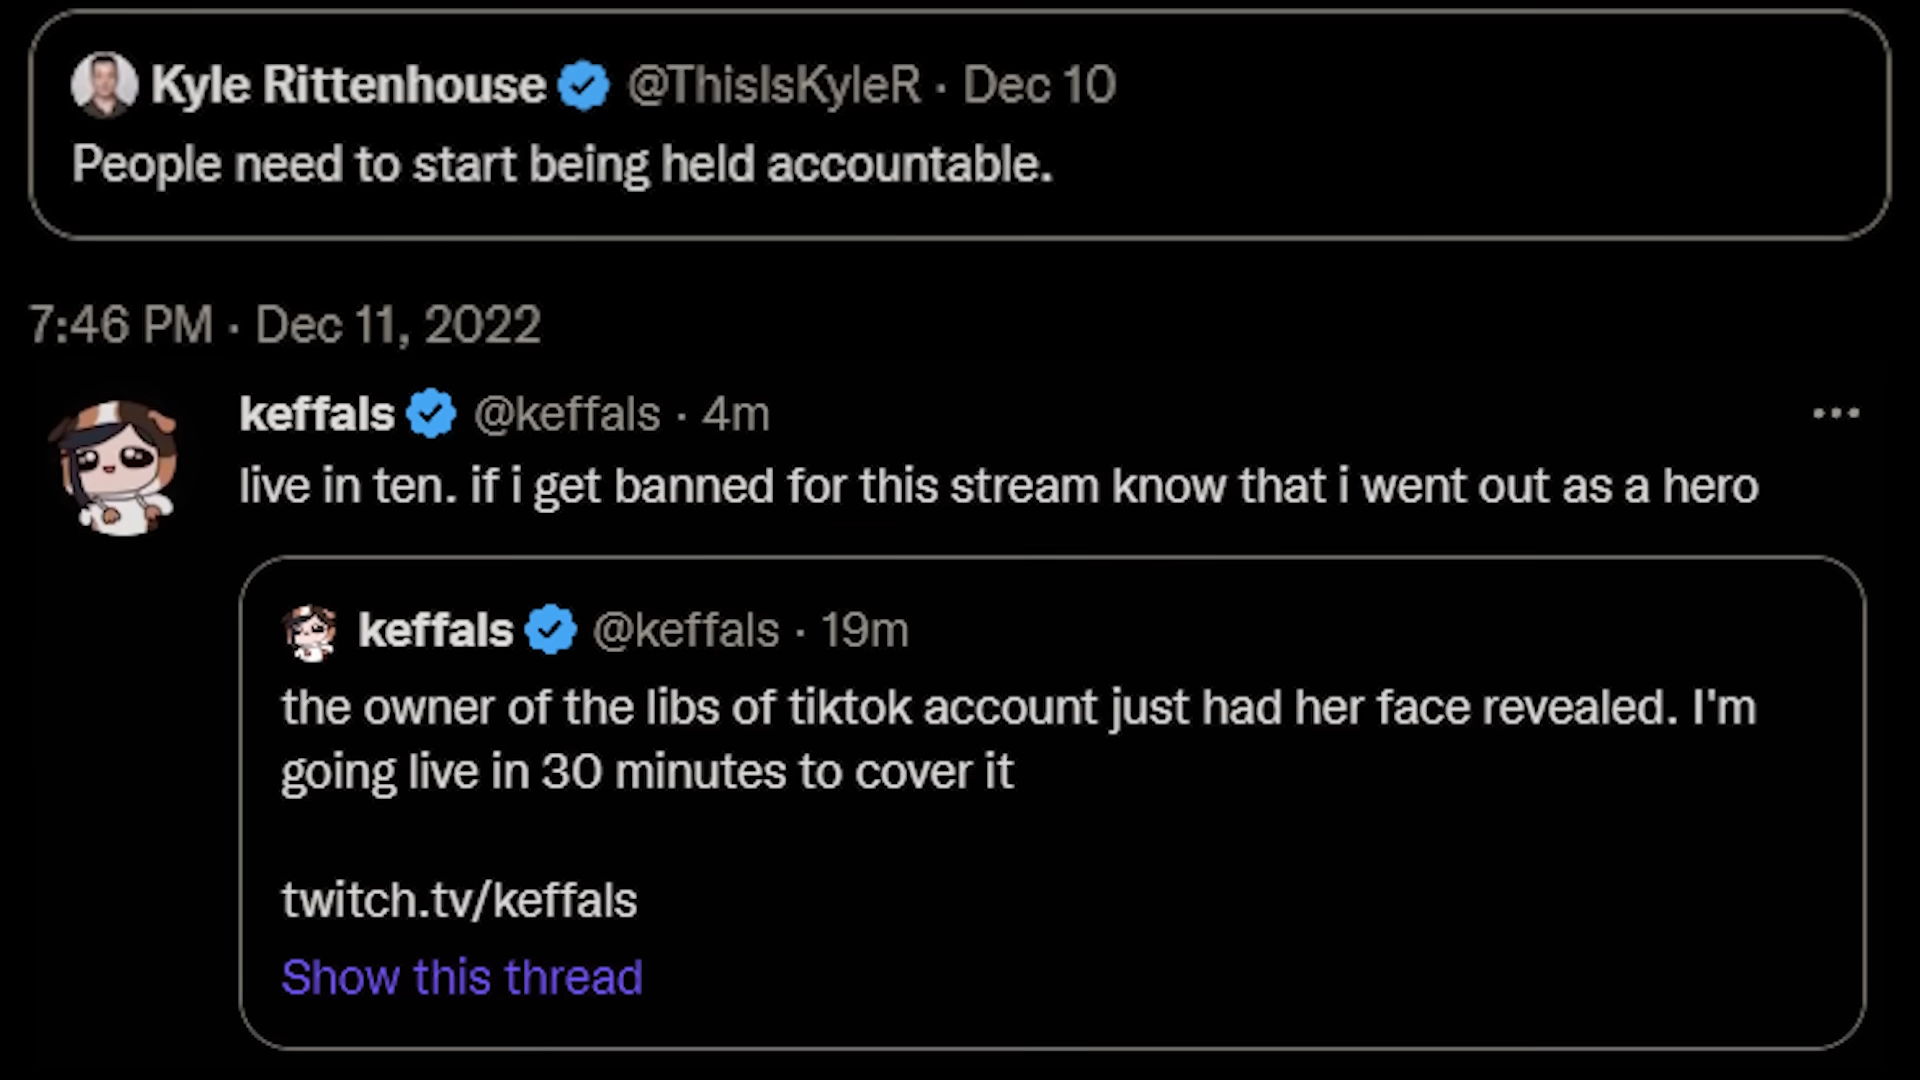 Kyle Rittenhouse @ThisIsKyleR · Dec 10
People need to start being held accountable.
7:46 PM · Dec 11, 2022
keffals @keffals · 4m
live in ten. if i get banned for this stream know that i went out as a hero
keffals @keffals · 19m
the owner of the libs of tiktok account just had her face revealed. I'm
going live in 30 minutes to cover it
twitch.tv/keffals
Show this thread